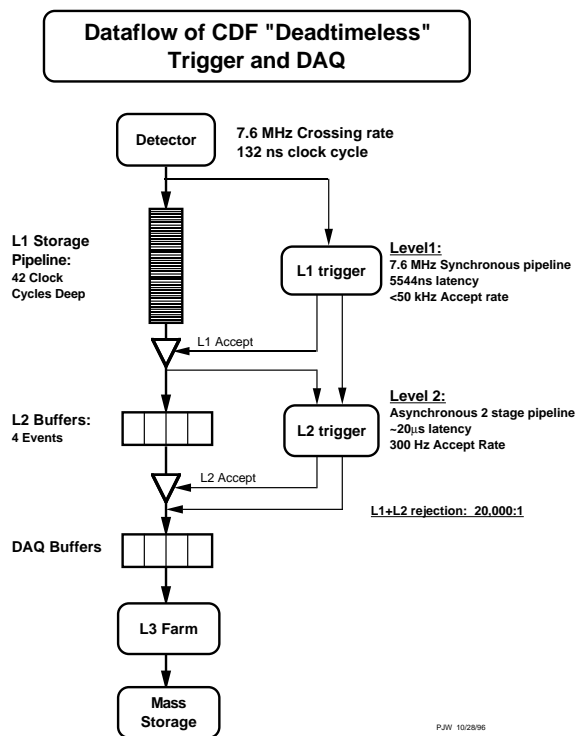 Dataflow of CDF "Deadtimeless"
Trigger and DAQ
Detector
7.6 MHz Crossing rate
132 ns clock cycle
L1 Storage
Pipeline:
42 Clock
Cycles Deep
L1 trigger
Level1:
7.6 MHz Synchronous pipeline
5544ns latency
<50 kHz Accept rate
L1 Accept
L2 Buffers:
4 Events
L2 trigger
Level 2:
Asynchronous 2 stage pipeline
~20μs latency
300 Hz Accept Rate
L2 Accept
L1+L2 rejection: 20,000:1
DAQ Buffers
L3 Farm
Mass
Storage
PJW 10/28/96